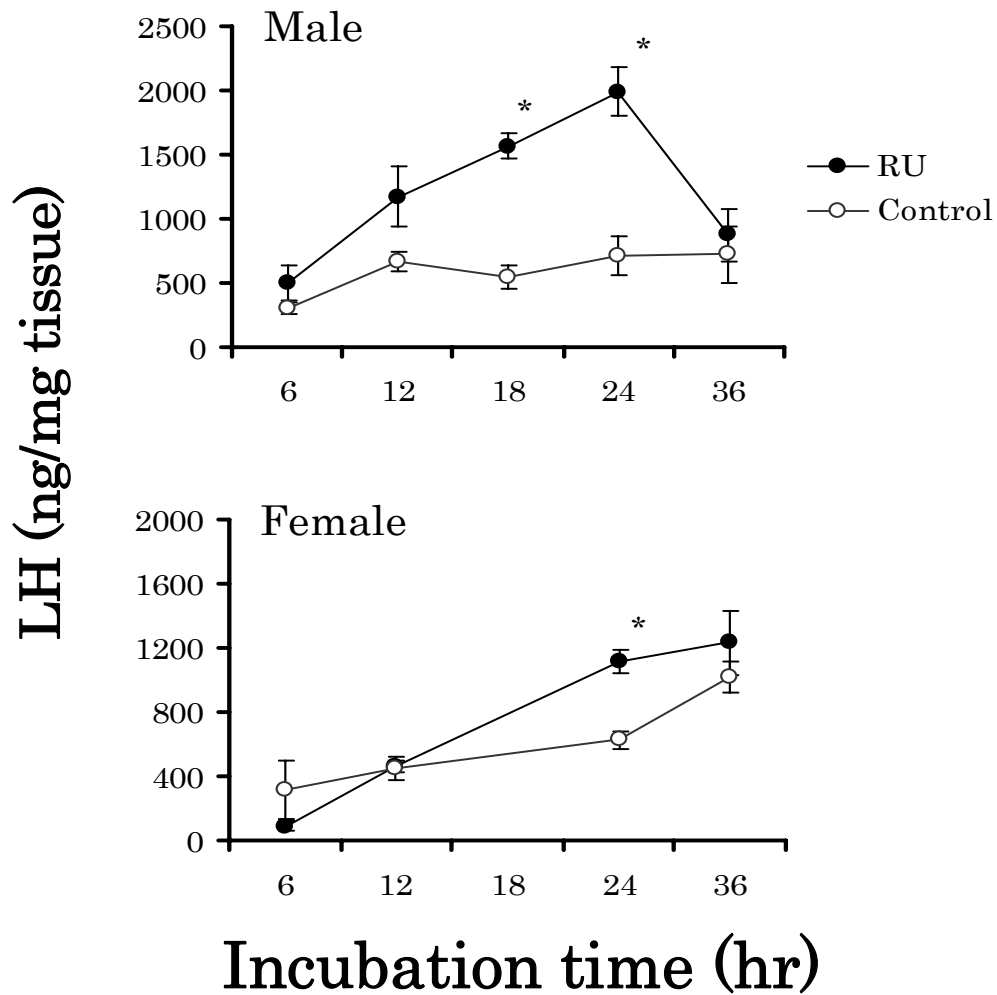 Male
2500
2000
1500
1000
500
0
6 12 18 24 36
*
*
RU
Control
LH (ng/mg tissue)
Female
2000
1600
1200
800
400
0
6 12 18 24 36
*
Incubation time (hr)